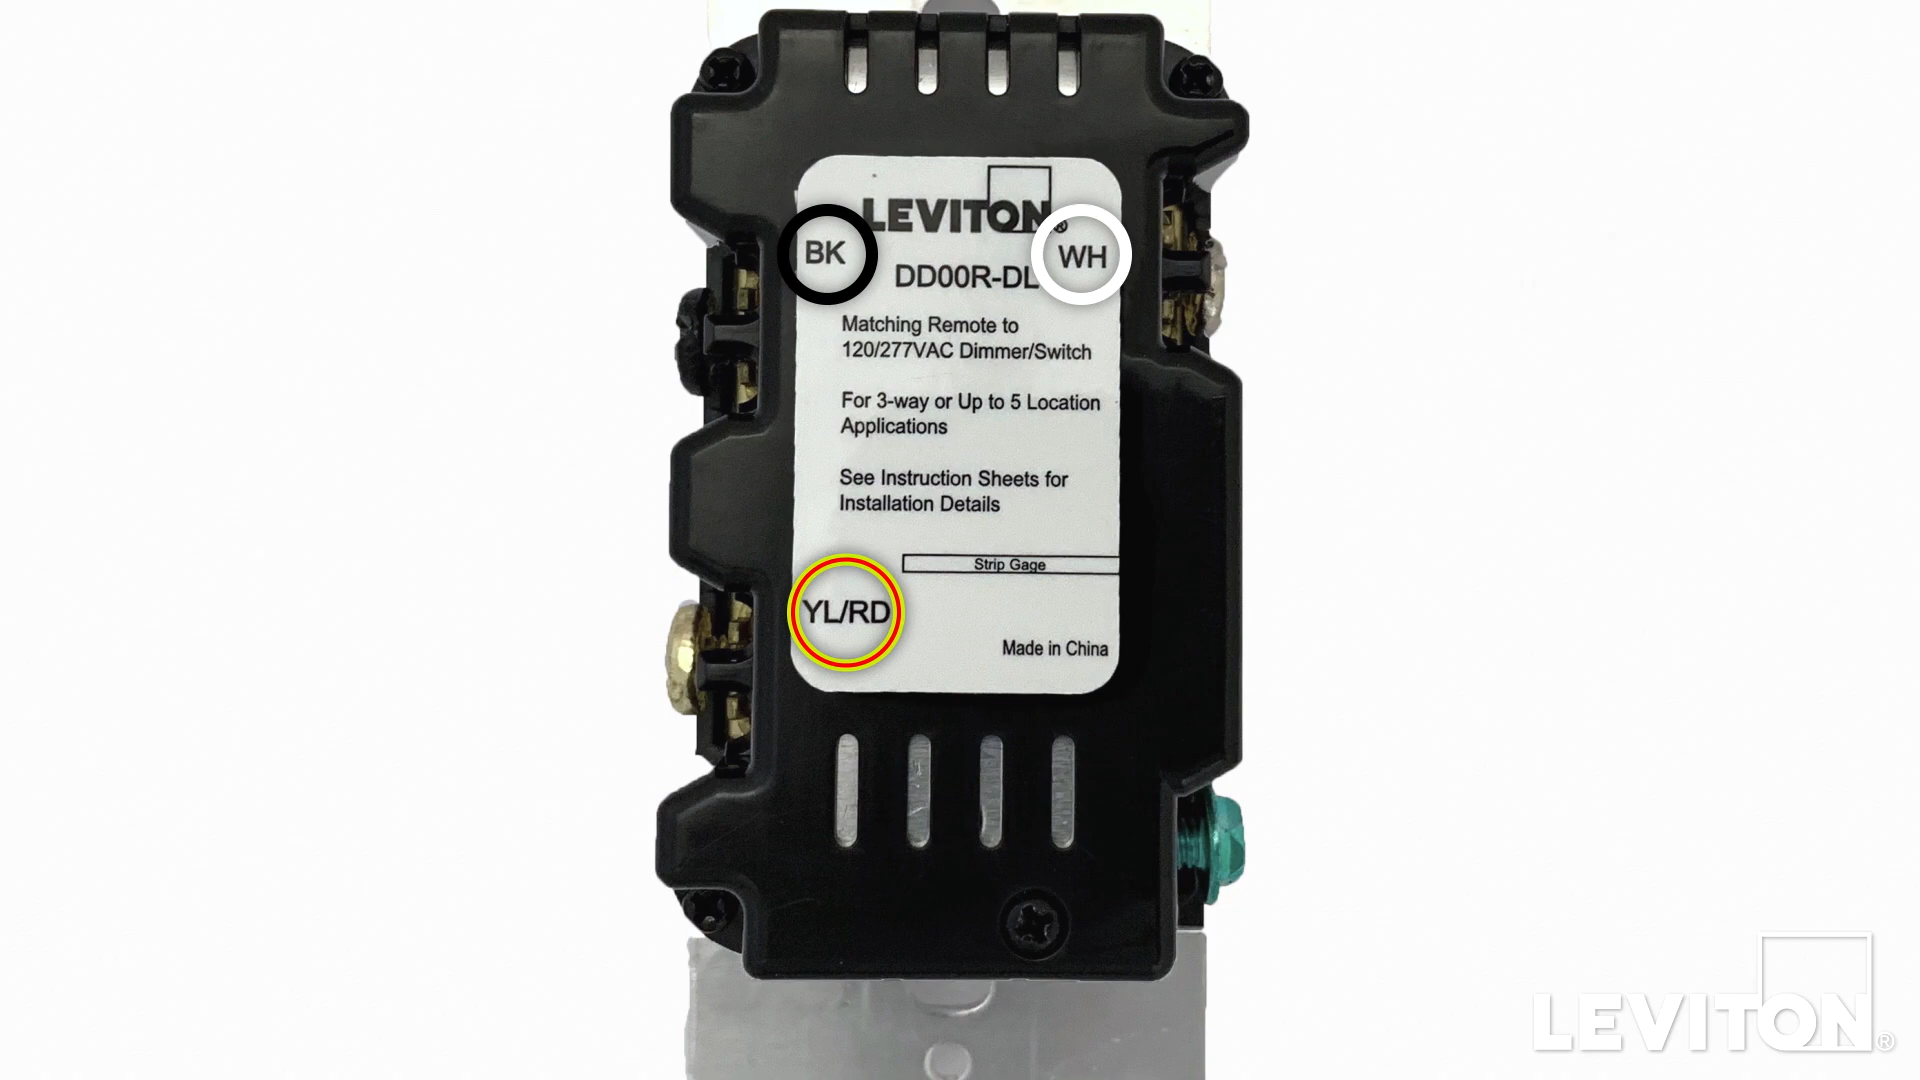 LEVITON®
BK
WH
DD00R-DL
Matching Remote to
120/277VAC Dimmer/Switch
For 3-way or Up to 5 Location
Applications
See Instruction Sheets for
Installation Details
Strip Gage
YL/RD
Made in China
LEVITON®